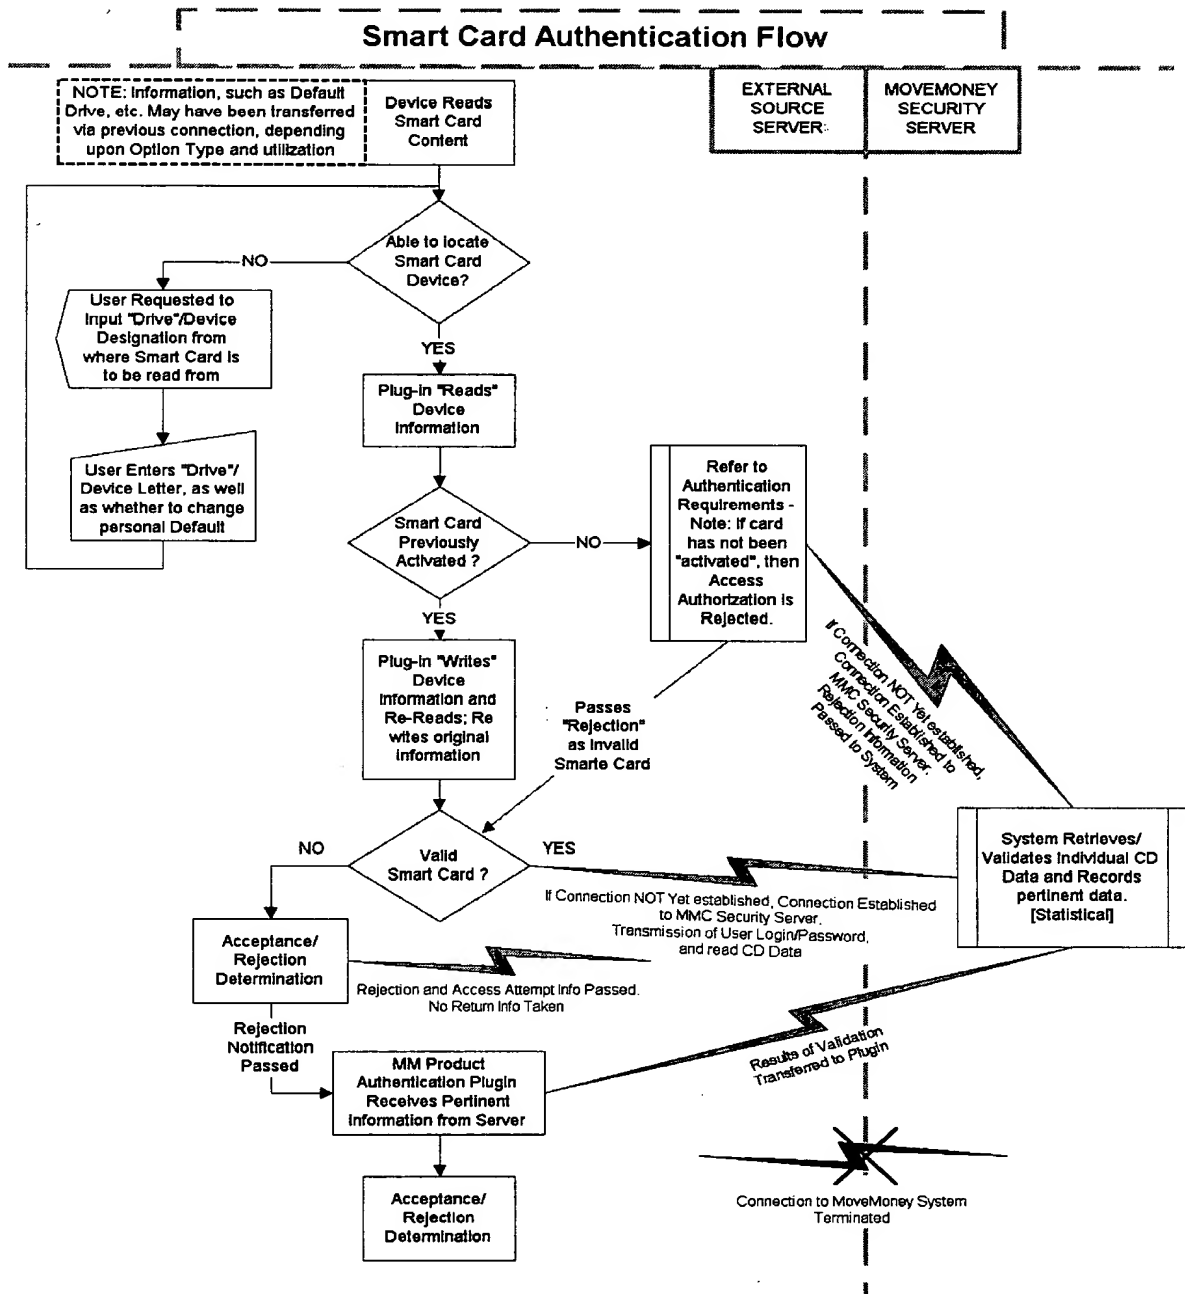 Smart Card Authentication Flow
NOTE: Information, such as Default
Drive, etc. May have been transferred
via previous connection, depending
upon Option Type and utilization
Device Reads
Smart Card
Content
EXTERNAL
SOURCE
SERVER:
MOVEMONEY
SECURITY
SERVER
Able to locate
Smart Card
Device?
NO
User Requested to
Input "Drive"/Device
Designation from
where Smart Card is
to be read from
YES
Plug-in "Reads"
Device
Information
User Enters "Drive"/
Device Letter, as well
as whether to change
personal Default
Smart Card
Previously
Activated ?
NO
Refer to
Authentication
Requirements -
Note: If card
has not been
"activated", then
Access
Authorization is
Rejected.
YES
Plug-in "Writes"
Device
Information and
Re-Reads; Re
wites original
information
Passes
"Rejection"
as Invalid
Smarte Card
If Connection NOT Yet established,
Connection Established to
MMC Security Server.
Rejection Information
Passed to System
NO
Valid
Smart Card ?
YES
System Retrieves/
Validates Individual CD
Data and Records
pertinent data.
[Statistical]
If Connection NOT Yet established, Connection Established
to MMC Security Server.
Transmission of User Login/Password,
and read CD Data
Acceptance/
Rejection
Determination
Rejection and Access Attempt Info Passed.
No Return Info Taken
Rejection
Notification
Passed
MM Product
Authentication Plugin
Receives Pertinent
Information from Server
Results of Validation
Transferred to Plugin
Acceptance/
Rejection
Determination
Connection to MoveMoney System
Terminated